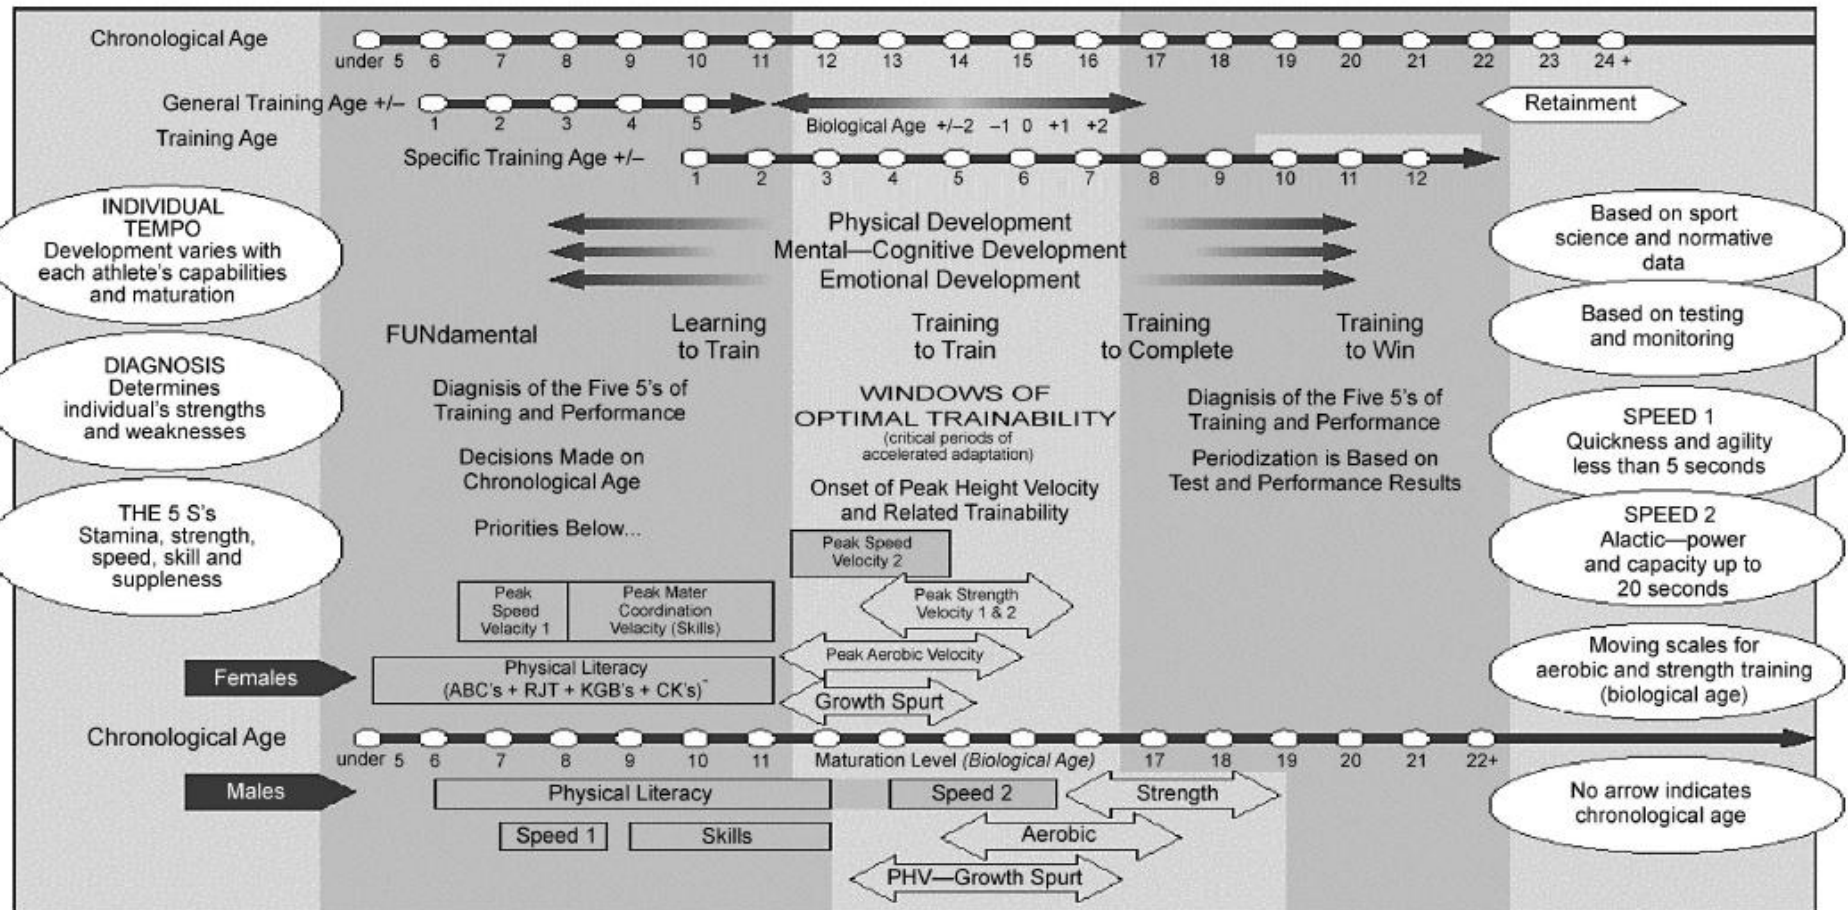 Chronological Age
under 5 6 7 8 9 10 11 12 13 14 15 16 17 18 19 20 21 22 23 24 +
General Training Age +/–
1 2 3 4 5
Biological Age +/–2 –1 0 +1 +2
Retainment
Training Age
Specific Training Age +/–
1 2 3 4 5 6 7 8 9 10 11 12
INDIVIDUAL
TEMPO
Development varies with
each athlete's capabilities
and maturation
DIAGNOSIS
Determines
individual's strengths
and weaknesses
THE 5 S's
Stamina, strength,
speed, skill and
suppleness
Physical Development
Mental—Cognitive Development
Emotional Development
FUNdamental
Learning
to Train
Training
to Train
Training
to Complete
Training
to Win
Diagnisis of the Five 5's of
Training and Performance
Decisions Made on
Chronological Age
Priorities Below...
WINDOWS OF
OPTIMAL TRAINABILITY
(critical periods of
accelerated adaptation)
Onset of Peak Height Velocity
and Related Trainability
Diagnisis of the Five 5's of
Training and Performance
Periodization is Based on
Test and Performance Results
Based on sport
science and normative
data
Based on testing
and monitoring
SPEED 1
Quickness and agility
less than 5 seconds
SPEED 2
Alactic—power
and capacity up to
20 seconds
Moving scales for
aerobic and strength training
(biological age)
No arrow indicates
chronological age
Peak Speed
Velocity 2
Peak
Speed
Velacity 1
Peak Mater
Coordination
Velacity (Skills)
Peak Strength
Velocity 1 & 2
Peak Aerobic Velocity
Females
Physical Literacy
(ABC's + RJT + KGB's + CK's)˜
Growth Spurt
Chronological Age
under 5 6 7 8 9 10 11 Maturation Level (Biological Age) 17 18 19 20 21 22+
Males
Physical Literacy
Speed 2
Strength
Speed 1
Skills
Aerobic
PHV—Growth Spurt